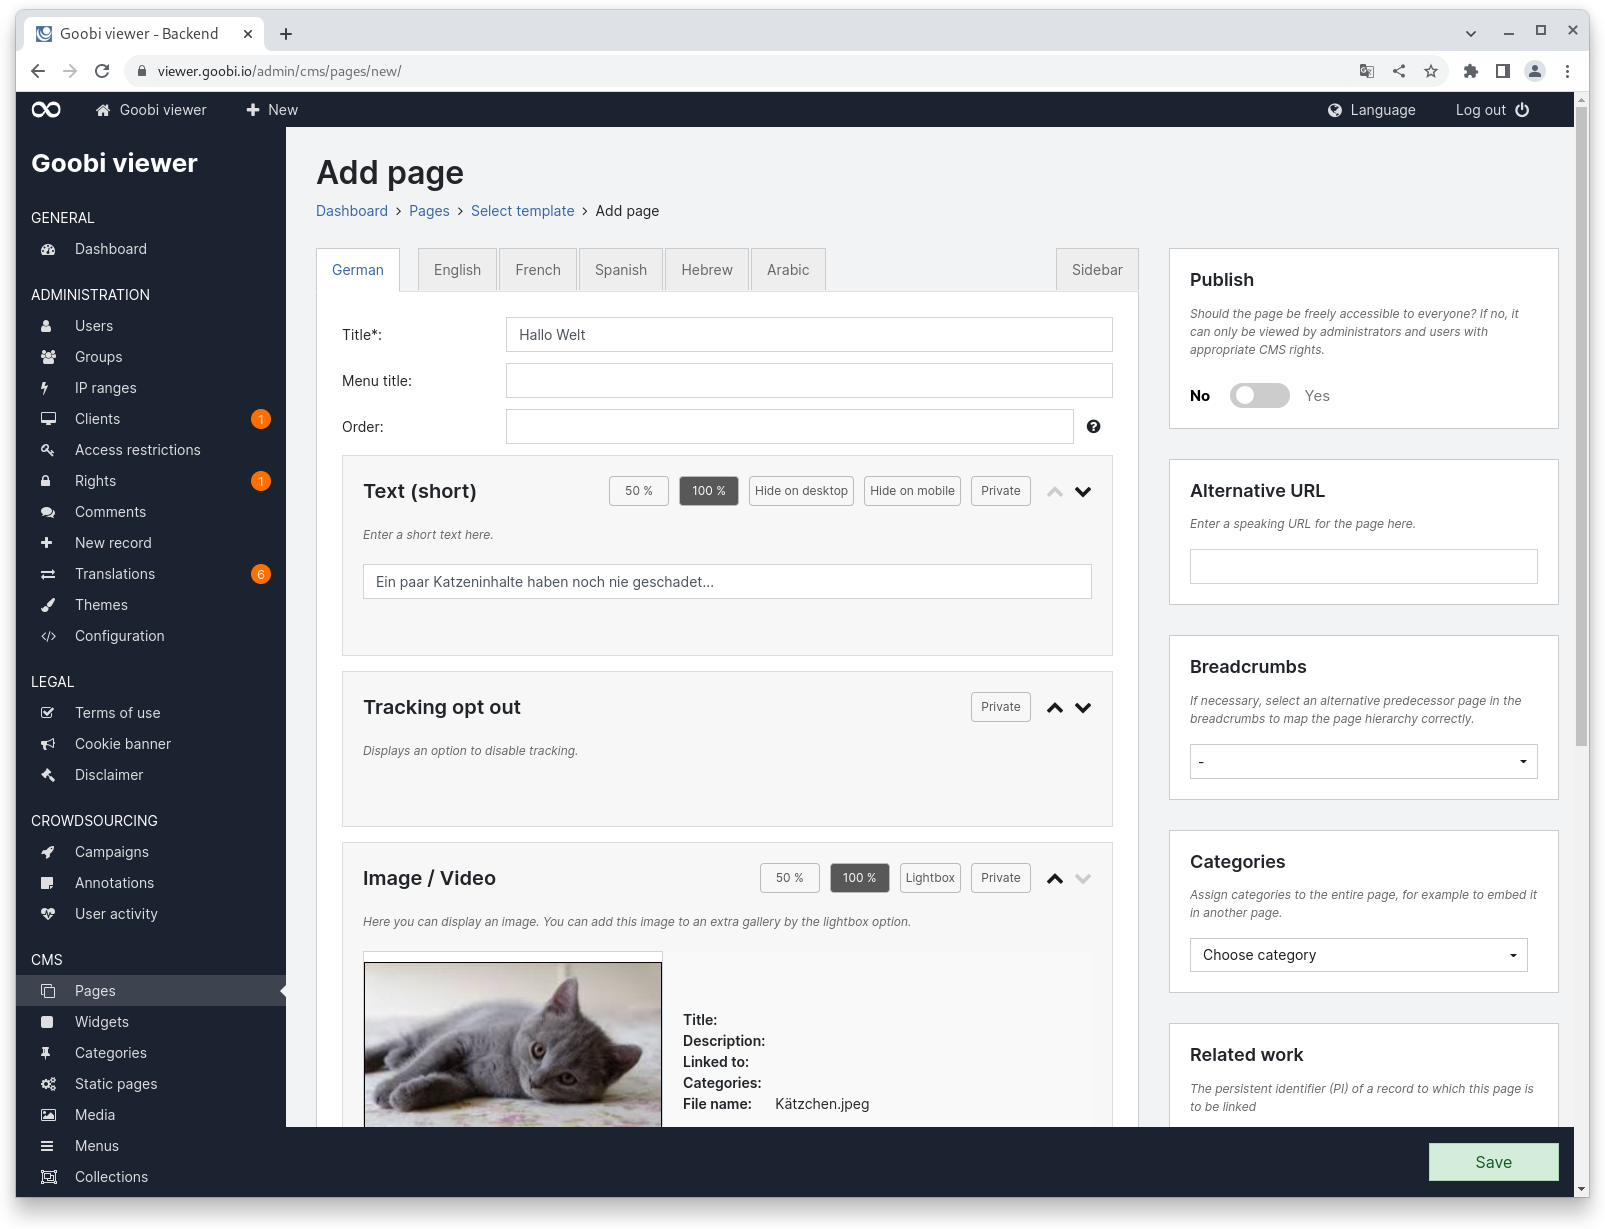 Goobi viewer - Backend
viewer.goobi.io/admin/cms/pages/new/
Goobi viewer
New
Language
Log out
Goobi viewer
GENERAL
Dashboard
ADMINISTRATION
Users
Groups
IP ranges
Clients 1
Access restrictions
Rights 1
Comments
New record
Translations 6
Themes
Configuration
LEGAL
Terms of use
Cookie banner
Disclaimer
CROWDSOURCING
Campaigns
Annotations
User activity
CMS
Pages
Widgets
Categories
Static pages
Media
Menus
Collections
Add page
Dashboard > Pages > Select template > Add page
German English French Spanish Hebrew Arabic Sidebar
Title*: Hallo Welt
Menu title:
Order:
Text (short) 50 % 100 % Hide on desktop Hide on mobile Private
Enter a short text here.
Ein paar Katzeninhalte haben noch nie geschadet...
Tracking opt out Private
Displays an option to disable tracking.
Image / Video 50 % 100 % Lightbox Private
Here you can display an image. You can add this image to an extra gallery by the lightbox option.
Title:
Description:
Linked to:
Categories:
File name: Kätzchen.jpeg
Publish
Should the page be freely accessible to everyone? If no, it
can only be viewed by administrators and users with
appropriate CMS rights.
No Yes
Alternative URL
Enter a speaking URL for the page here.
Breadcrumbs
If necessary, select an alternative predecessor page in the
breadcrumbs to map the page hierarchy correctly.
-
Categories
Assign categories to the entire page, for example to embed it
in another page.
Choose category
Related work
The persistent identifier (PI) of a record to which this page is
to be linked
Save